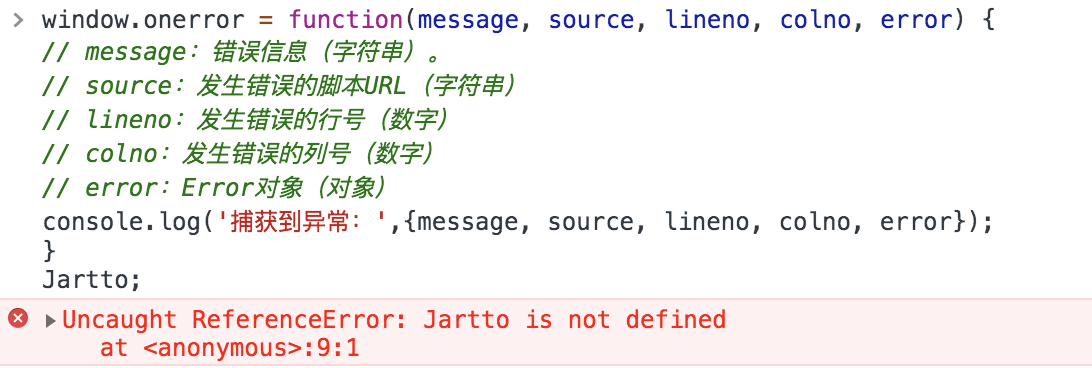 window.onerror = function(message, source, lineno, colno, error) {
// message：错误信息（字符串）。
// source：发生错误的脚本URL（字符串）
// lineno：发生错误的行号（数字）
// colno：发生错误的列号（数字）
// error：Error对象（对象）
console.log('捕获到异常：',{message, source, lineno, colno, error});
}
Jartto;
Uncaught ReferenceError: Jartto is not defined
at <anonymous>:9:1